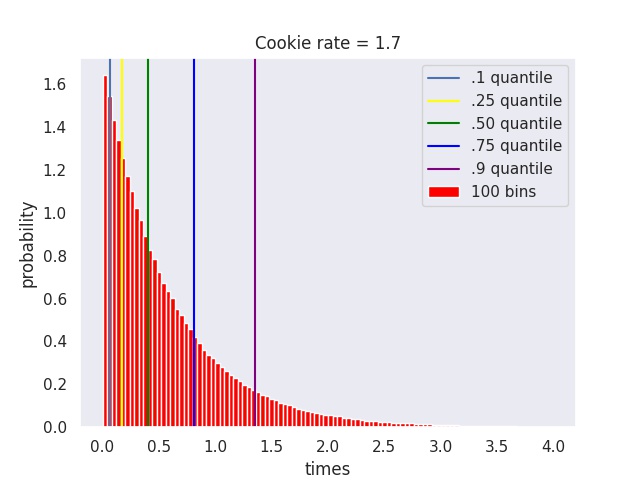 Cookie rate = 1.7
.1 quantile
.25 quantile
.50 quantile
.75 quantile
.9 quantile
100 bins
probability
1.6
1.4
1.2
1.0
0.8
0.6
0.4
0.2
0.0
0.0 0.5 1.0 1.5 2.0 2.5 3.0 3.5 4.0
times